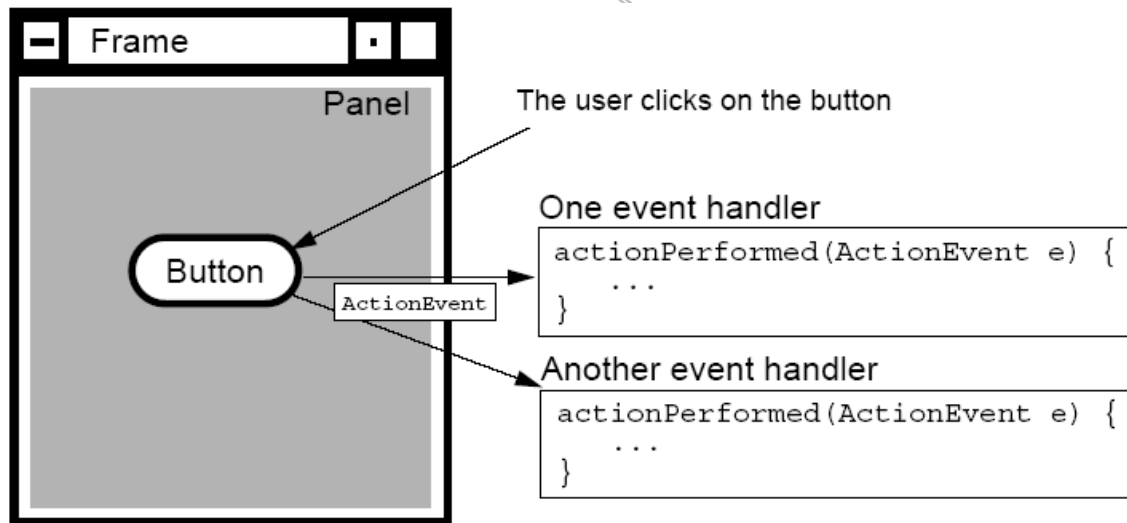 Frame
Panel
The user clicks on the button
One event handler
actionPerformed(ActionEvent e) {
...
}
Button
ActionEvent
Another event handler
actionPerformed(ActionEvent e) {
...
}